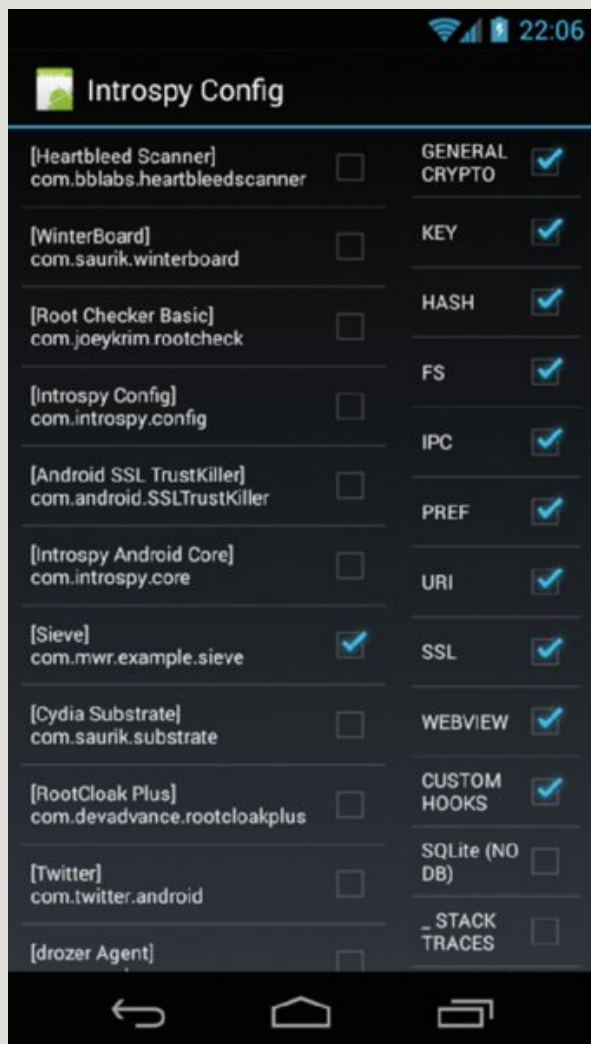 22:06
Introspy Config
[Heartbleed Scanner]
com.bblabs.heartbleedscanner
[WinterBoard]
com.saurik.winterboard
[Root Checker Basic]
com.joeykrim.rootcheck
[Introspy Config]
com.introspy.config
[Android SSL TrustKiller]
com.android.SSLTrustKiller
[Introspy Android Core]
com.introspy.core
[Sieve]
com.mwr.example.sieve
[Cydia Substrate]
com.saurik.substrate
[RootCloak Plus]
com.devadvance.rootcloakplus
[Twitter]
com.twitter.android
[drozer Agent]
GENERAL
CRYPTO
KEY
HASH
FS
IPC
PREF
URI
SSL
WEBVIEW
CUSTOM
HOOKS
SQLite (NO
DB)
_ STACK
TRACES